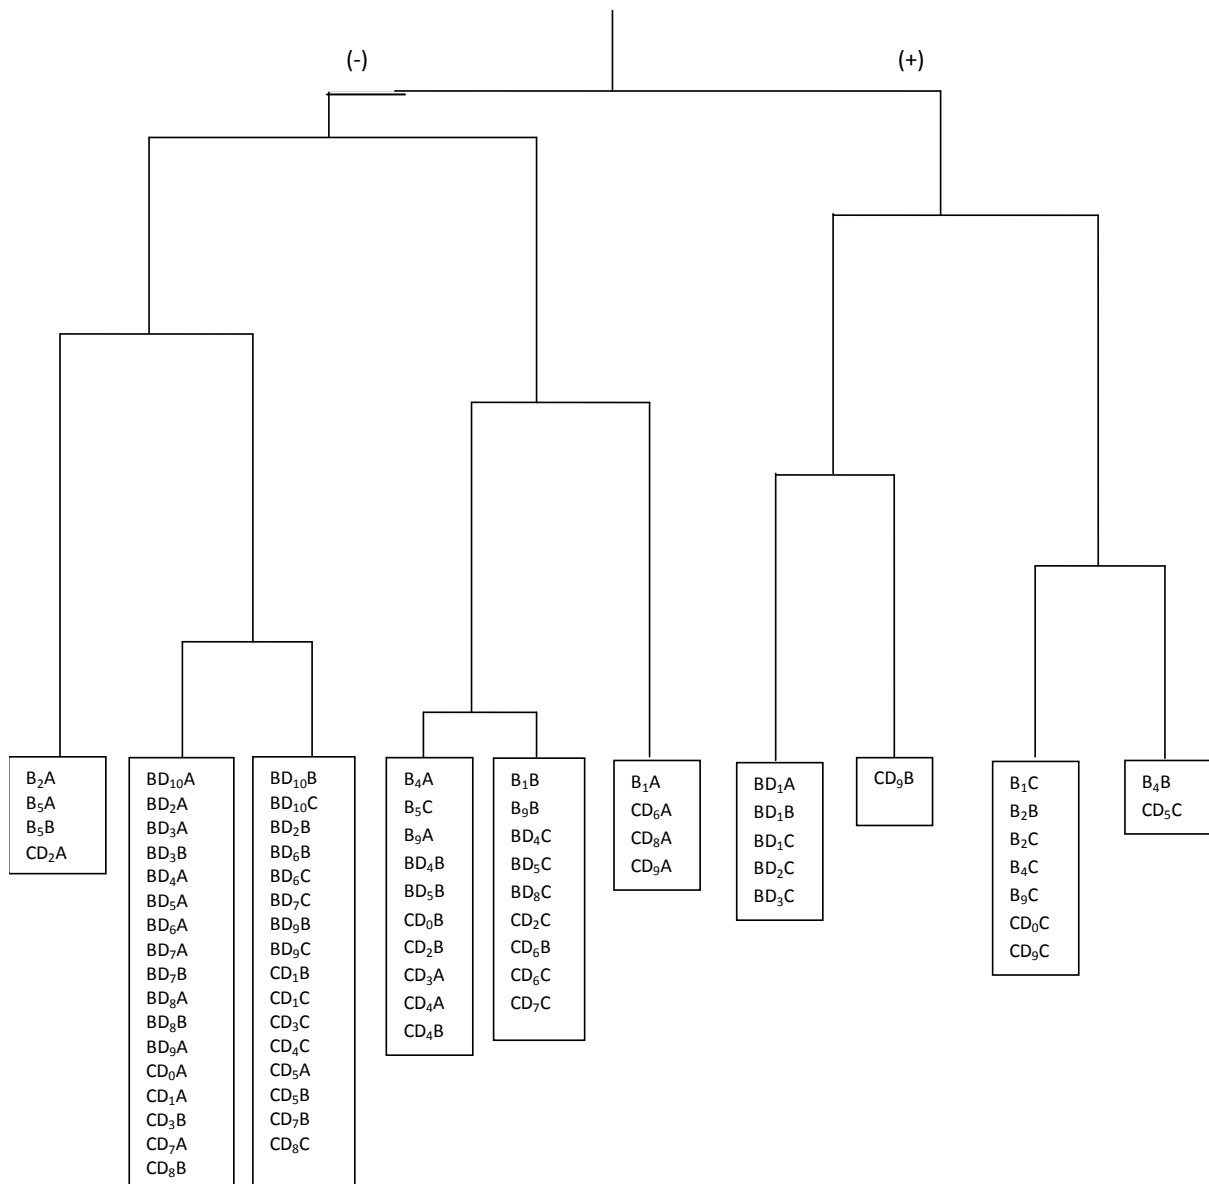 (-)
(+)
B₂A
B₅A
B₅B
CD₂A
BD₁₀A
BD₂A
BD₃A
BD₃B
BD₄A
BD₅A
BD₆A
BD₇A
BD₇B
BD₈A
BD₈B
BD₉A
CD₀A
CD₁A
CD₃B
CD₇A
CD₈B
BD₁₀B
BD₁₀C
BD₂B
BD₆B
BD₆C
BD₇C
BD₉B
BD₉C
CD₁B
CD₁C
CD₃C
CD₄C
CD₅A
CD₅B
CD₇B
CD₈C
B₄A
B₅C
B₉A
BD₄B
BD₅B
CD₀B
CD₂B
CD₃A
CD₄A
CD₄B
B₁B
B₉B
BD₄C
BD₅C
BD₈C
CD₂C
CD₆B
CD₆C
CD₇C
B₁A
CD₆A
CD₈A
CD₉A
BD₁A
BD₁B
BD₁C
BD₂C
BD₃C
CD₉B
B₁C
B₂B
B₂C
B₄C
B₉C
CD₀C
CD₉C
B₄B
CD₅C